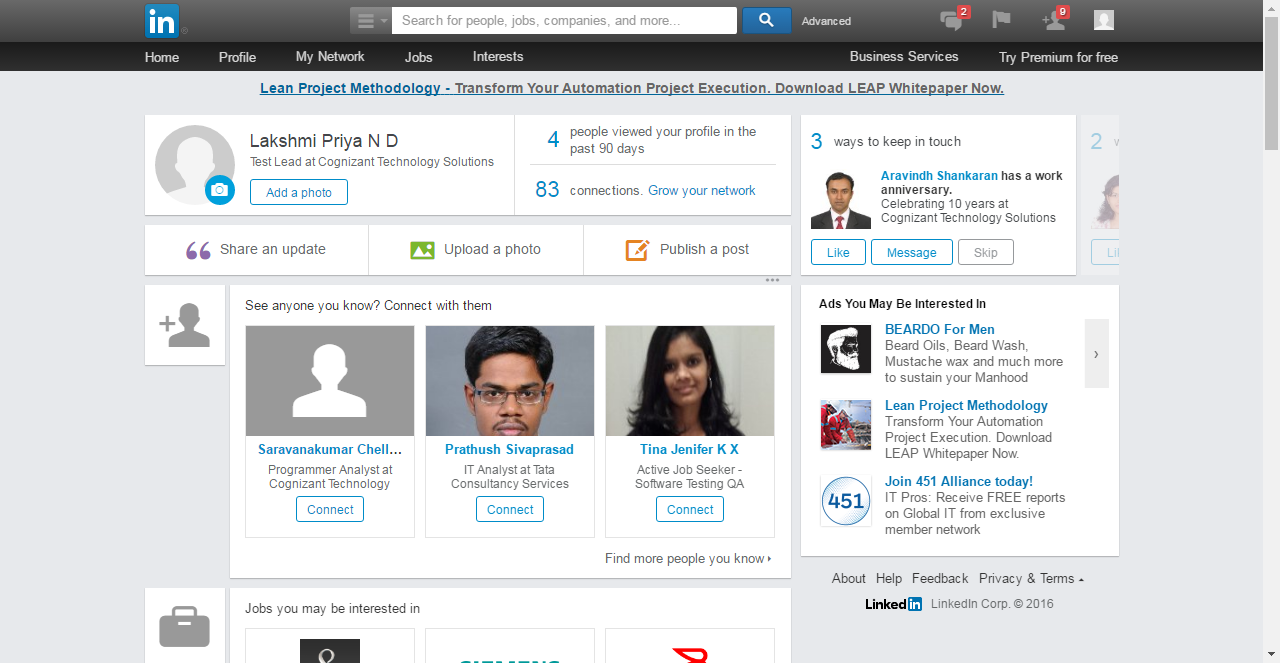 in
Search for people, jobs, companies, and more...
Advanced
2
9
Home
Profile
My Network
Jobs
Interests
Business Services
Try Premium for free
Lean Project Methodology - Transform Your Automation Project Execution. Download LEAP Whitepaper Now.
Lakshmi Priya N D
Test Lead at Cognizant Technology Solutions
Add a photo
4 people viewed your profile in the
past 90 days
83 connections. Grow your network
3 ways to keep in touch
2
Aravindh Shankaran has a work
anniversary.
Celebrating 10 years at
Cognizant Technology Solutions
Like
Message
Skip
Share an update
Upload a photo
Publish a post
See anyone you know? Connect with them
Saravanakumar Chell...
Programmer Analyst at
Cognizant Technology
Connect
Prathush Sivaprasad
IT Analyst at Tata
Consultancy Services
Connect
Tina Jenifer K X
Active Job Seeker -
Software Testing QA
Connect
Find more people you know
Jobs you may be interested in
Ads You May Be Interested In
BEARDO For Men
Beard Oils, Beard Wash,
Mustache wax and much more
to sustain your Manhood
Lean Project Methodology
Transform Your Automation
Project Execution. Download
LEAP Whitepaper Now.
451
Join 451 Alliance today!
IT Pros: Receive FREE reports
on Global IT from exclusive
member network
About
Help
Feedback
Privacy & Terms
Linked in
LinkedIn Corp. © 2016